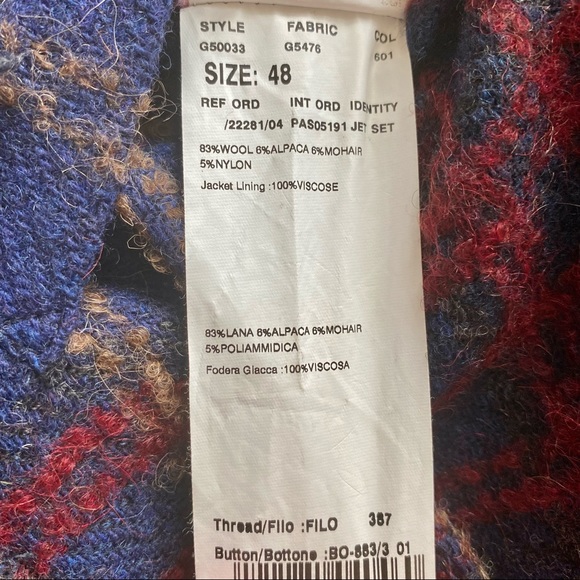 STYLE FABRIC COL
G50033 G5476 601
SIZE: 48
REF ORD INT ORD IDENTITY
/22281/04 PAS05191 JET SET
83%WOOL 6%ALPACA 6%MOHAIR
5%NYLON
Jacket Lining :100%VISCOSE
83%LANA 6%ALPACA 6%MOHAIR
5%POLIAMMIDICA
Fodera Giacca :100%VISCOSA
Thread/Filo :FILO 387
Button/Bottone :BO-883/3 01